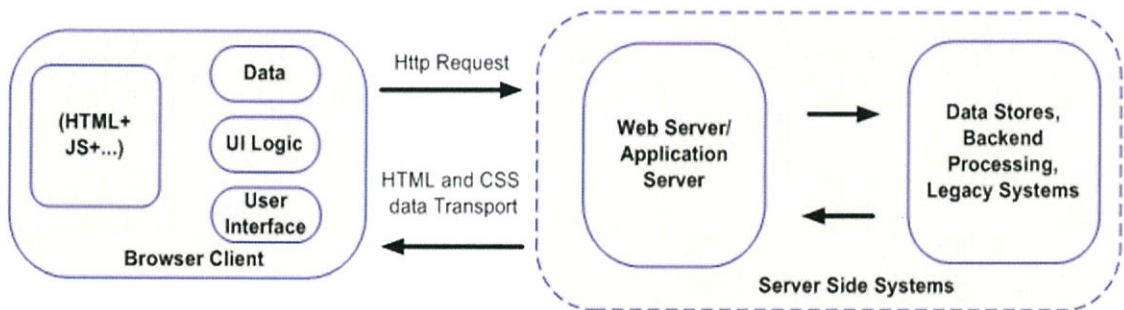 (HTML+
JS+...)
Data
UI Logic
User
Interface
Browser Client
Http Request
HTML and CSS
data Transport
Web Server/
Application
Server
Data Stores,
Backend
Processing,
Legacy Systems
Server Side Systems